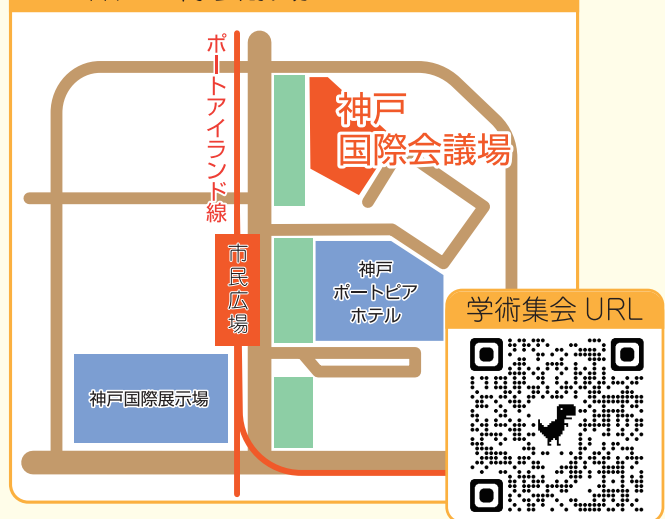 ポートアイランド線
神戸
国際会議場
市民広場
神戸
ポートピア
ホテル
神戸国際展示場
学術集会 URL